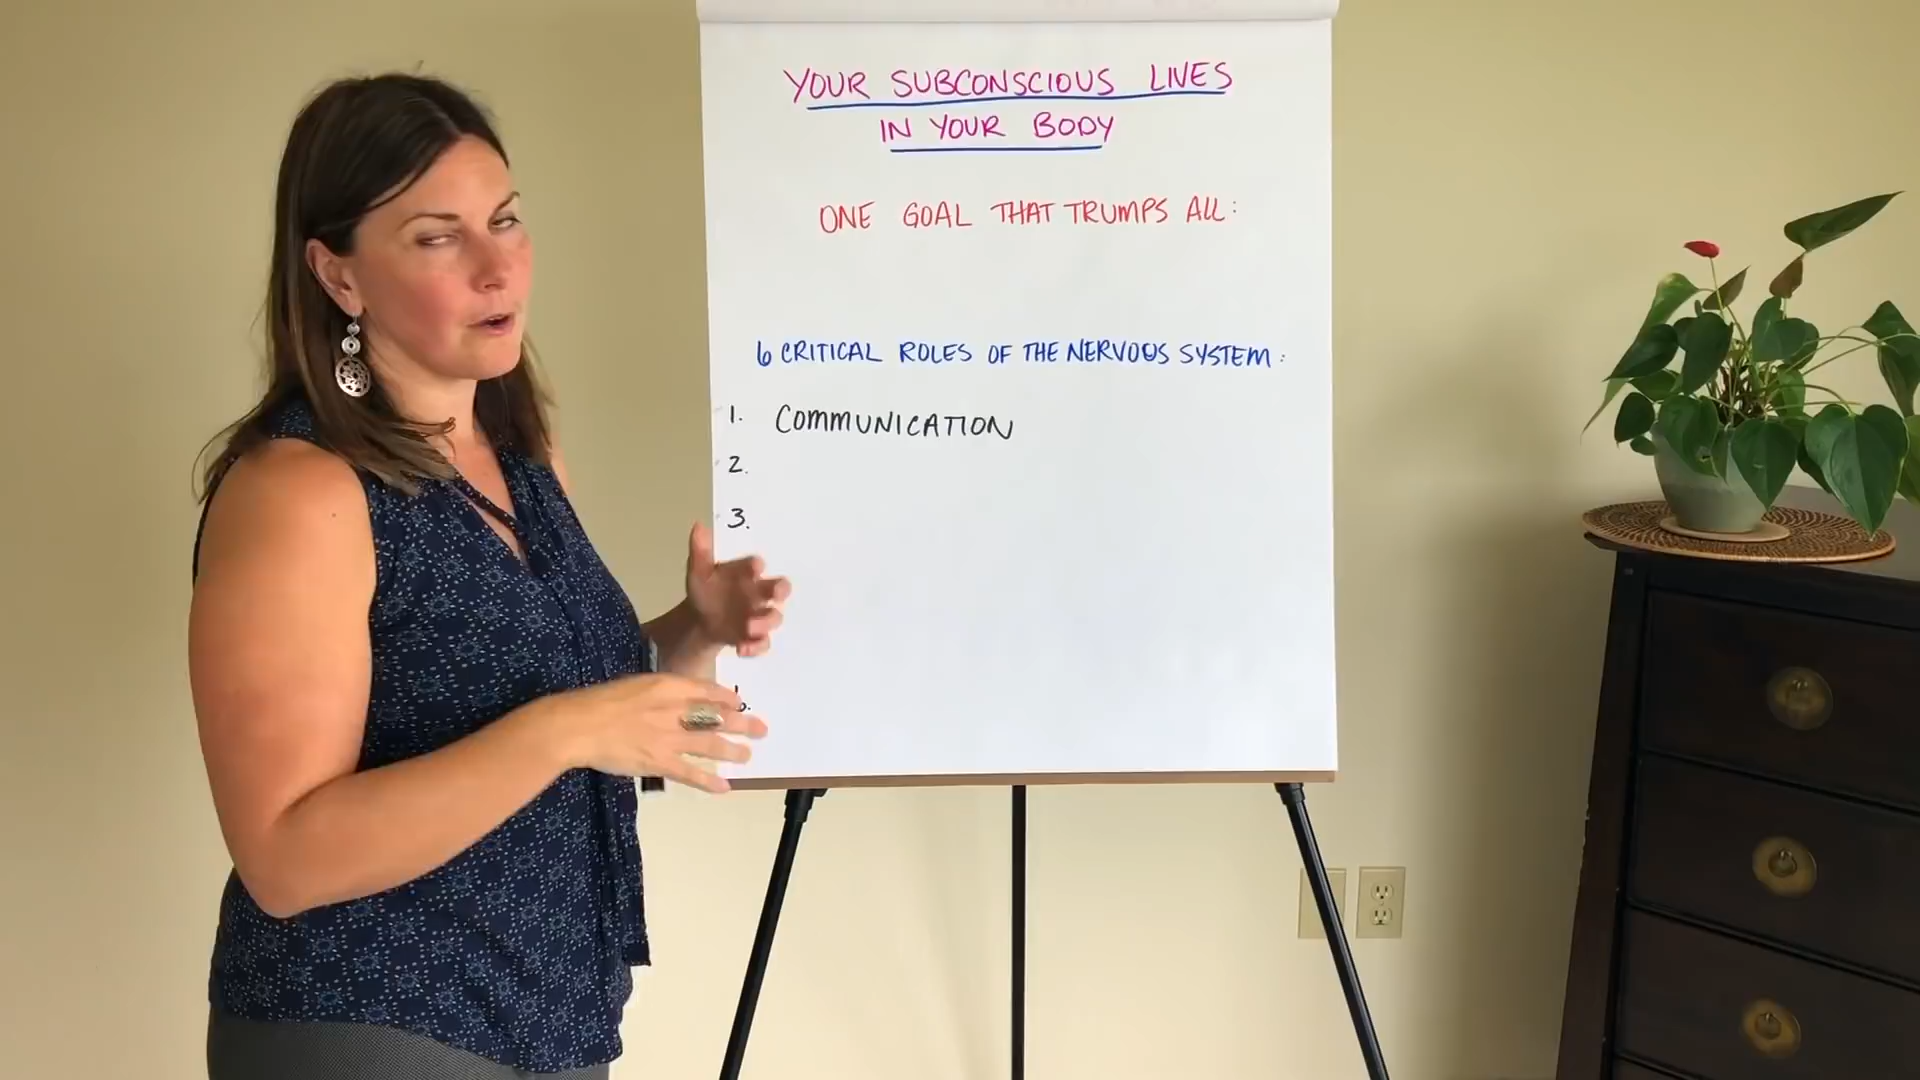 YOUR SUBCONSCIOUS LIVES
IN YOUR BODY
ONE GOAL THAT TRUMPS ALL:
6 CRITICAL ROLES OF THE NERVOUS SYSTEM:
1. COMMUNICATION
2.
3.
6.